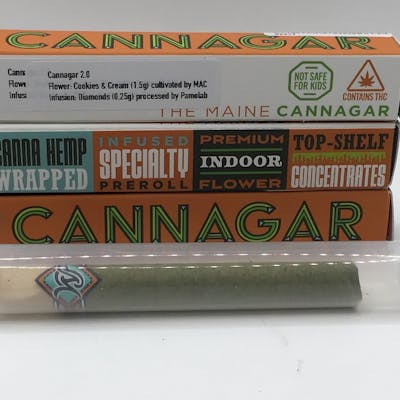 CANNAGAR
Cannagar 2.0
Flower: Cookies & Cream (1.5g) cultivated by MAC
Infusion: Diamonds (0.25g) processed by Pamolab
NOT SAFE
FOR KIDS
CONTAINS THC
THE MAINE CANNAGAR
CANNA HEMP
WRAPPED
INFUSED
SPECIALTY
PREROLL
PREMIUM
INDOOR
FLOWER
TOP-SHELF
CONCENTRATES
CANNAGAR